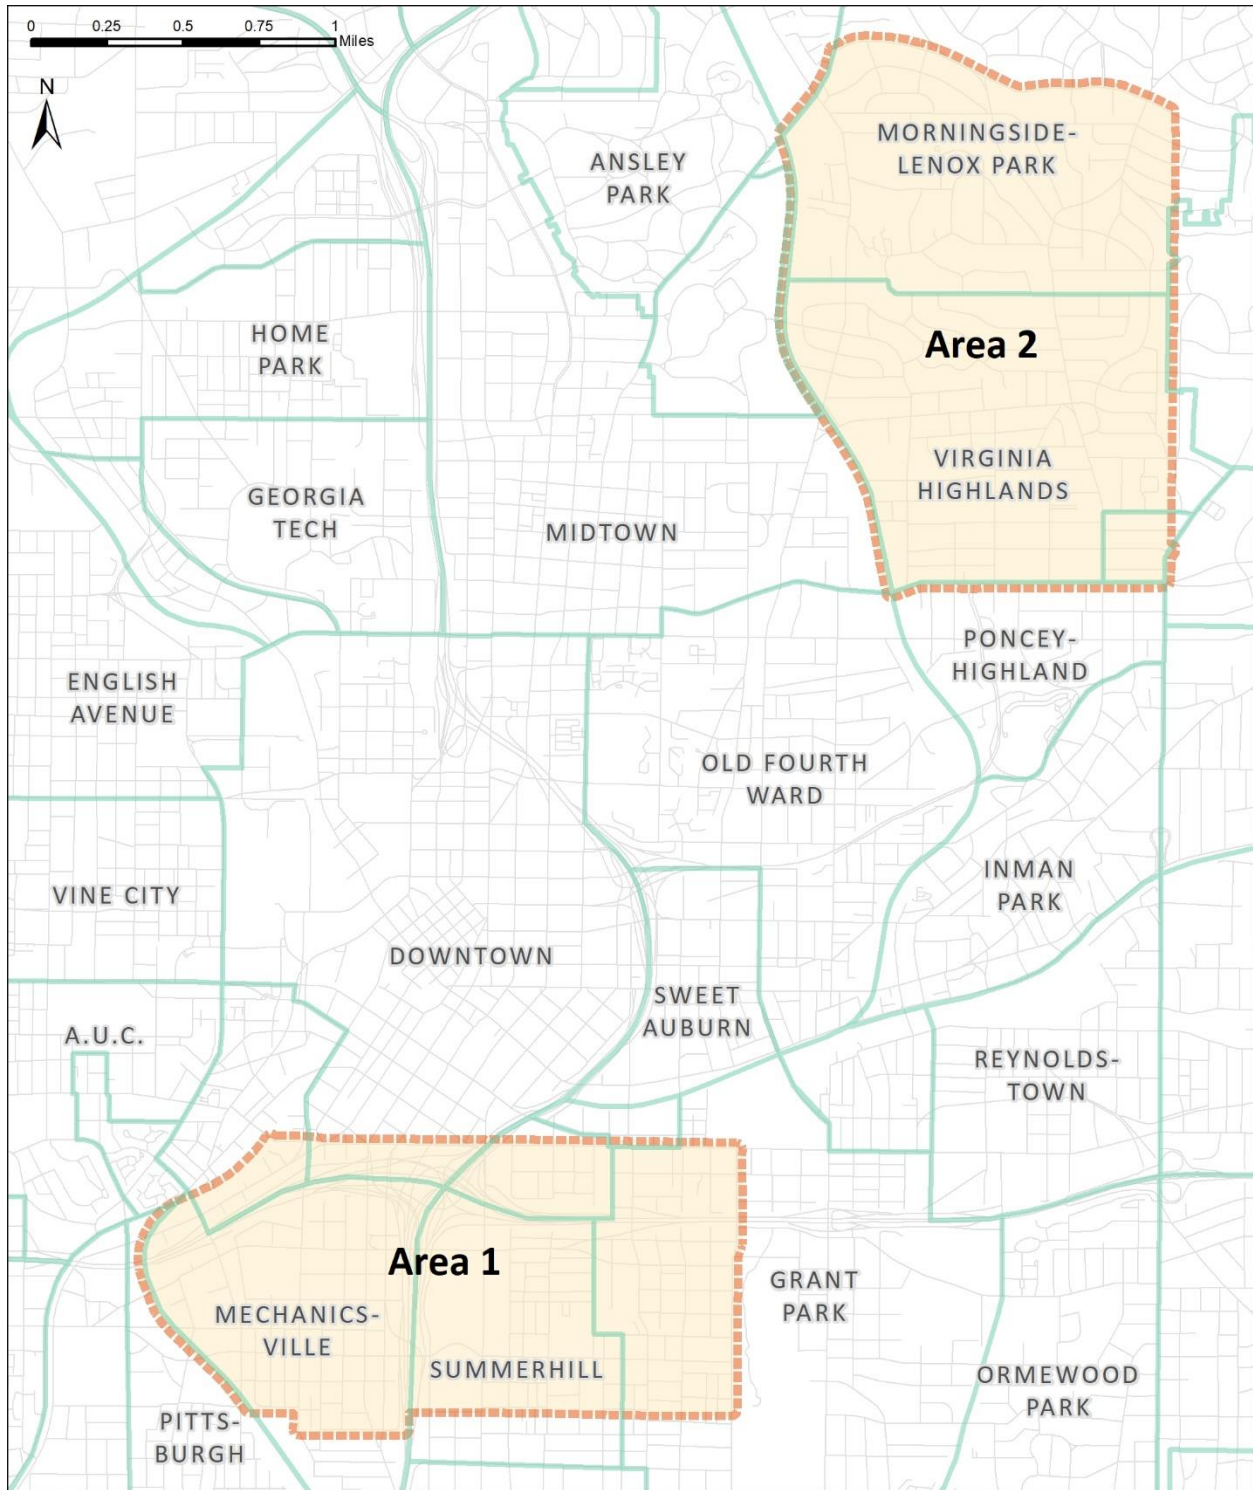 0 0.25 0.5 0.75 1
Miles
N
MORNINGSIDE-
LENOX PARK
ANSLEY
PARK
HOME
PARK
Area 2
VIRGINIA
HIGHLANDS
GEORGIA
TECH
MIDTOWN
PONCEY-
HIGHLAND
ENGLISH
AVENUE
OLD FOURTH
WARD
INMAN
PARK
VINE CITY
DOWNTOWN
SWEET
AUBURN
A.U.C.
REYNOLDS-
TOWN
Area 1
GRANT
PARK
MECHANICS-
VILLE
SUMMERHILL
ORMEWOOD
PARK
PITTS-
BURGH